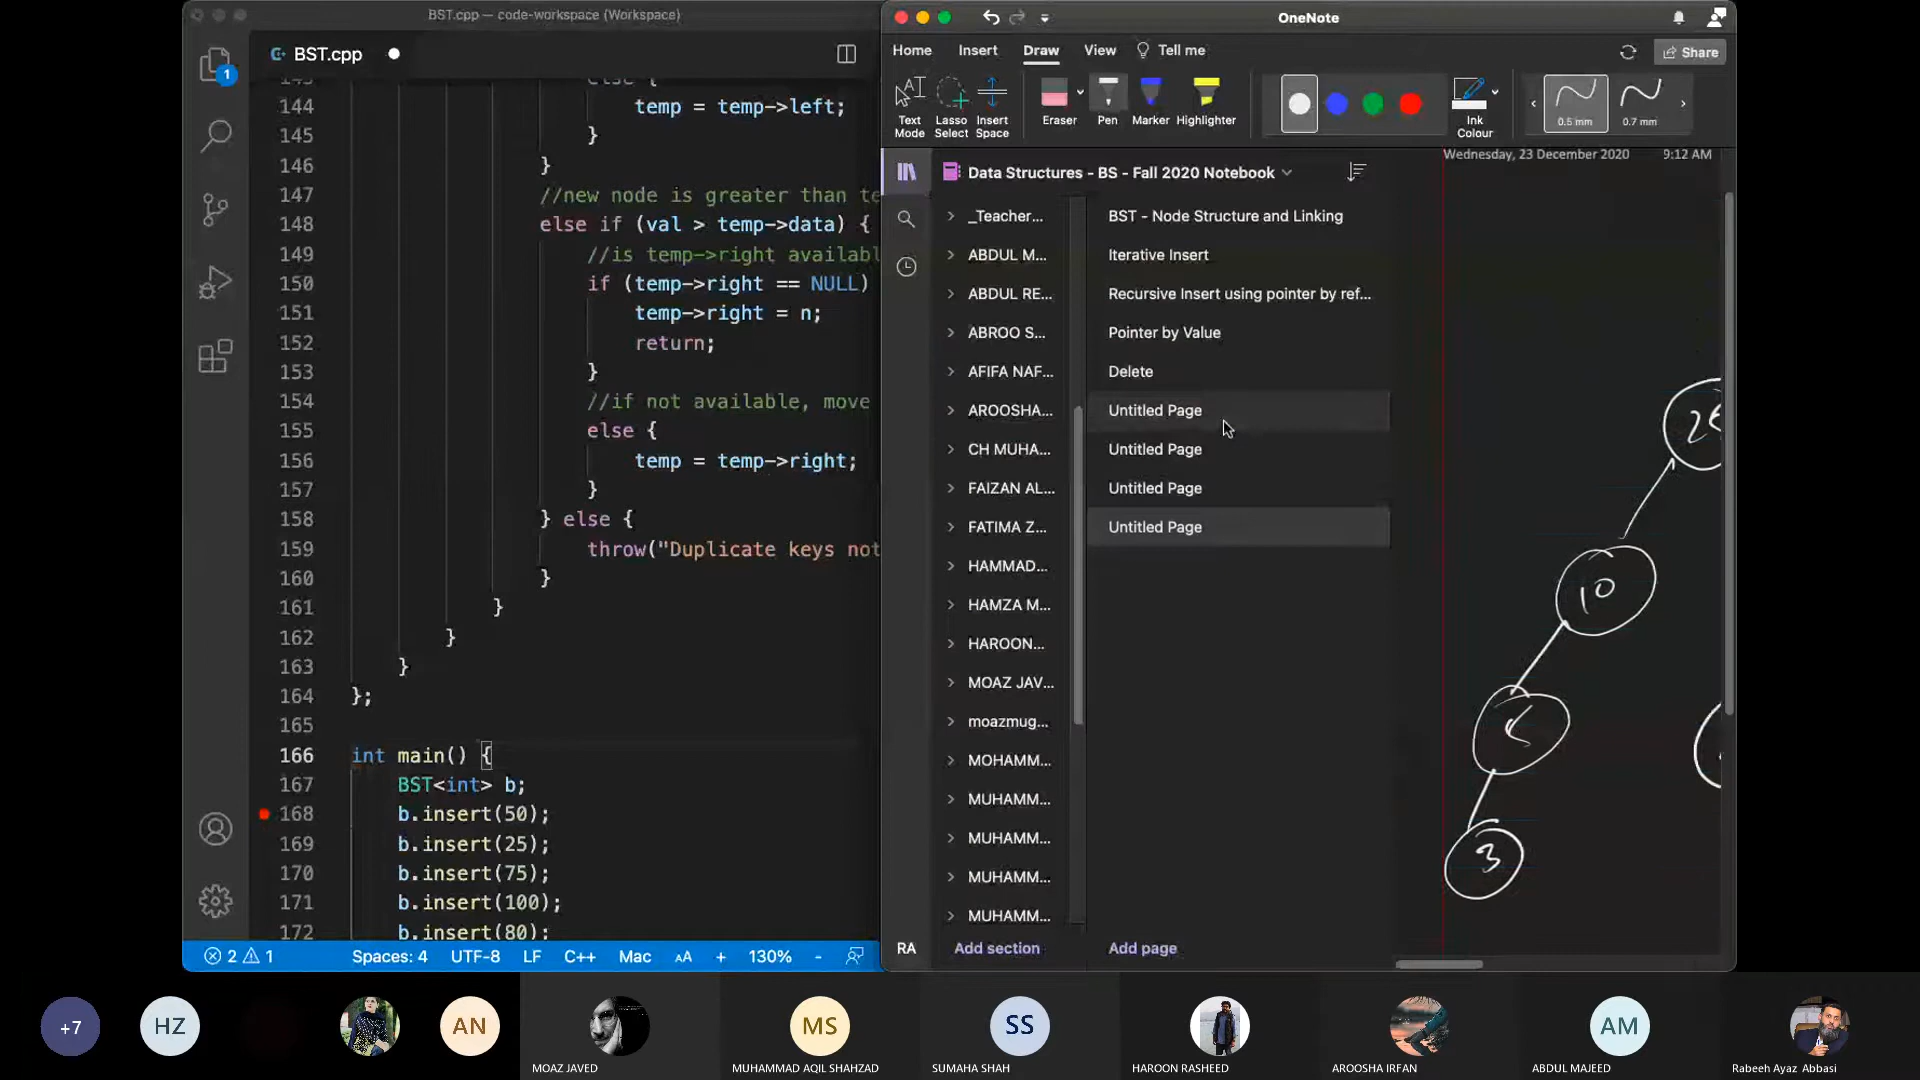 BST.cpp — code-workspace (Workspace)
BST.cpp
1
144 temp = temp->left;
145 }
146 }
147 //new node is greater than te
148 else if (val > temp->data) {
149 //is temp->right availabl
150 if (temp->right == NULL)
151 temp->right = n;
152 return;
153 }
154 //if not available, move
155 else {
156 temp = temp->right;
157 }
158 } else {
159 throw("Duplicate keys not
160 }
161 }
162 }
163 }
164 };
165
166 int main() {
167 BST<int> b;
168 b.insert(50);
169 b.insert(25);
170 b.insert(75);
171 b.insert(100);
172 b.insert(80);
2 1 Spaces: 4 UTF-8 LF C++ Mac AA + 130% -
OneNote
Home Insert Draw View Tell me
Share
Text Mode
Lasso Select
Insert Space
Eraser
Pen
Marker
Highlighter
Ink Colour
0.5 mm
0.7 mm
Data Structures - BS - Fall 2020 Notebook
Wednesday, 23 December 2020 9:12 AM
_Teacher...
ABDUL M...
ABDUL RE...
ABROO S...
AFIFA NAF...
AROOSHA...
CH MUHA...
FAIZAN AL...
FATIMA Z...
HAMMAD...
HAMZA M...
HAROON...
MOAZ JAV...
moazmug...
MOHAMM...
MUHAMM...
MUHAMM...
MUHAMM...
MUHAMM...
RA
Add section
BST - Node Structure and Linking
Iterative Insert
Recursive Insert using pointer by ref...
Pointer by Value
Delete
Untitled Page
Untitled Page
Untitled Page
Untitled Page
Add page
10
3
+7
HZ
AN
MOAZ JAVED
MS
MUHAMMAD AQIL SHAHZAD
SS
SUMAHA SHAH
HAROON RASHEED
AROOSHA IRFAN
AM
ABDUL MAJEED
Rabeeh Ayaz Abbasi